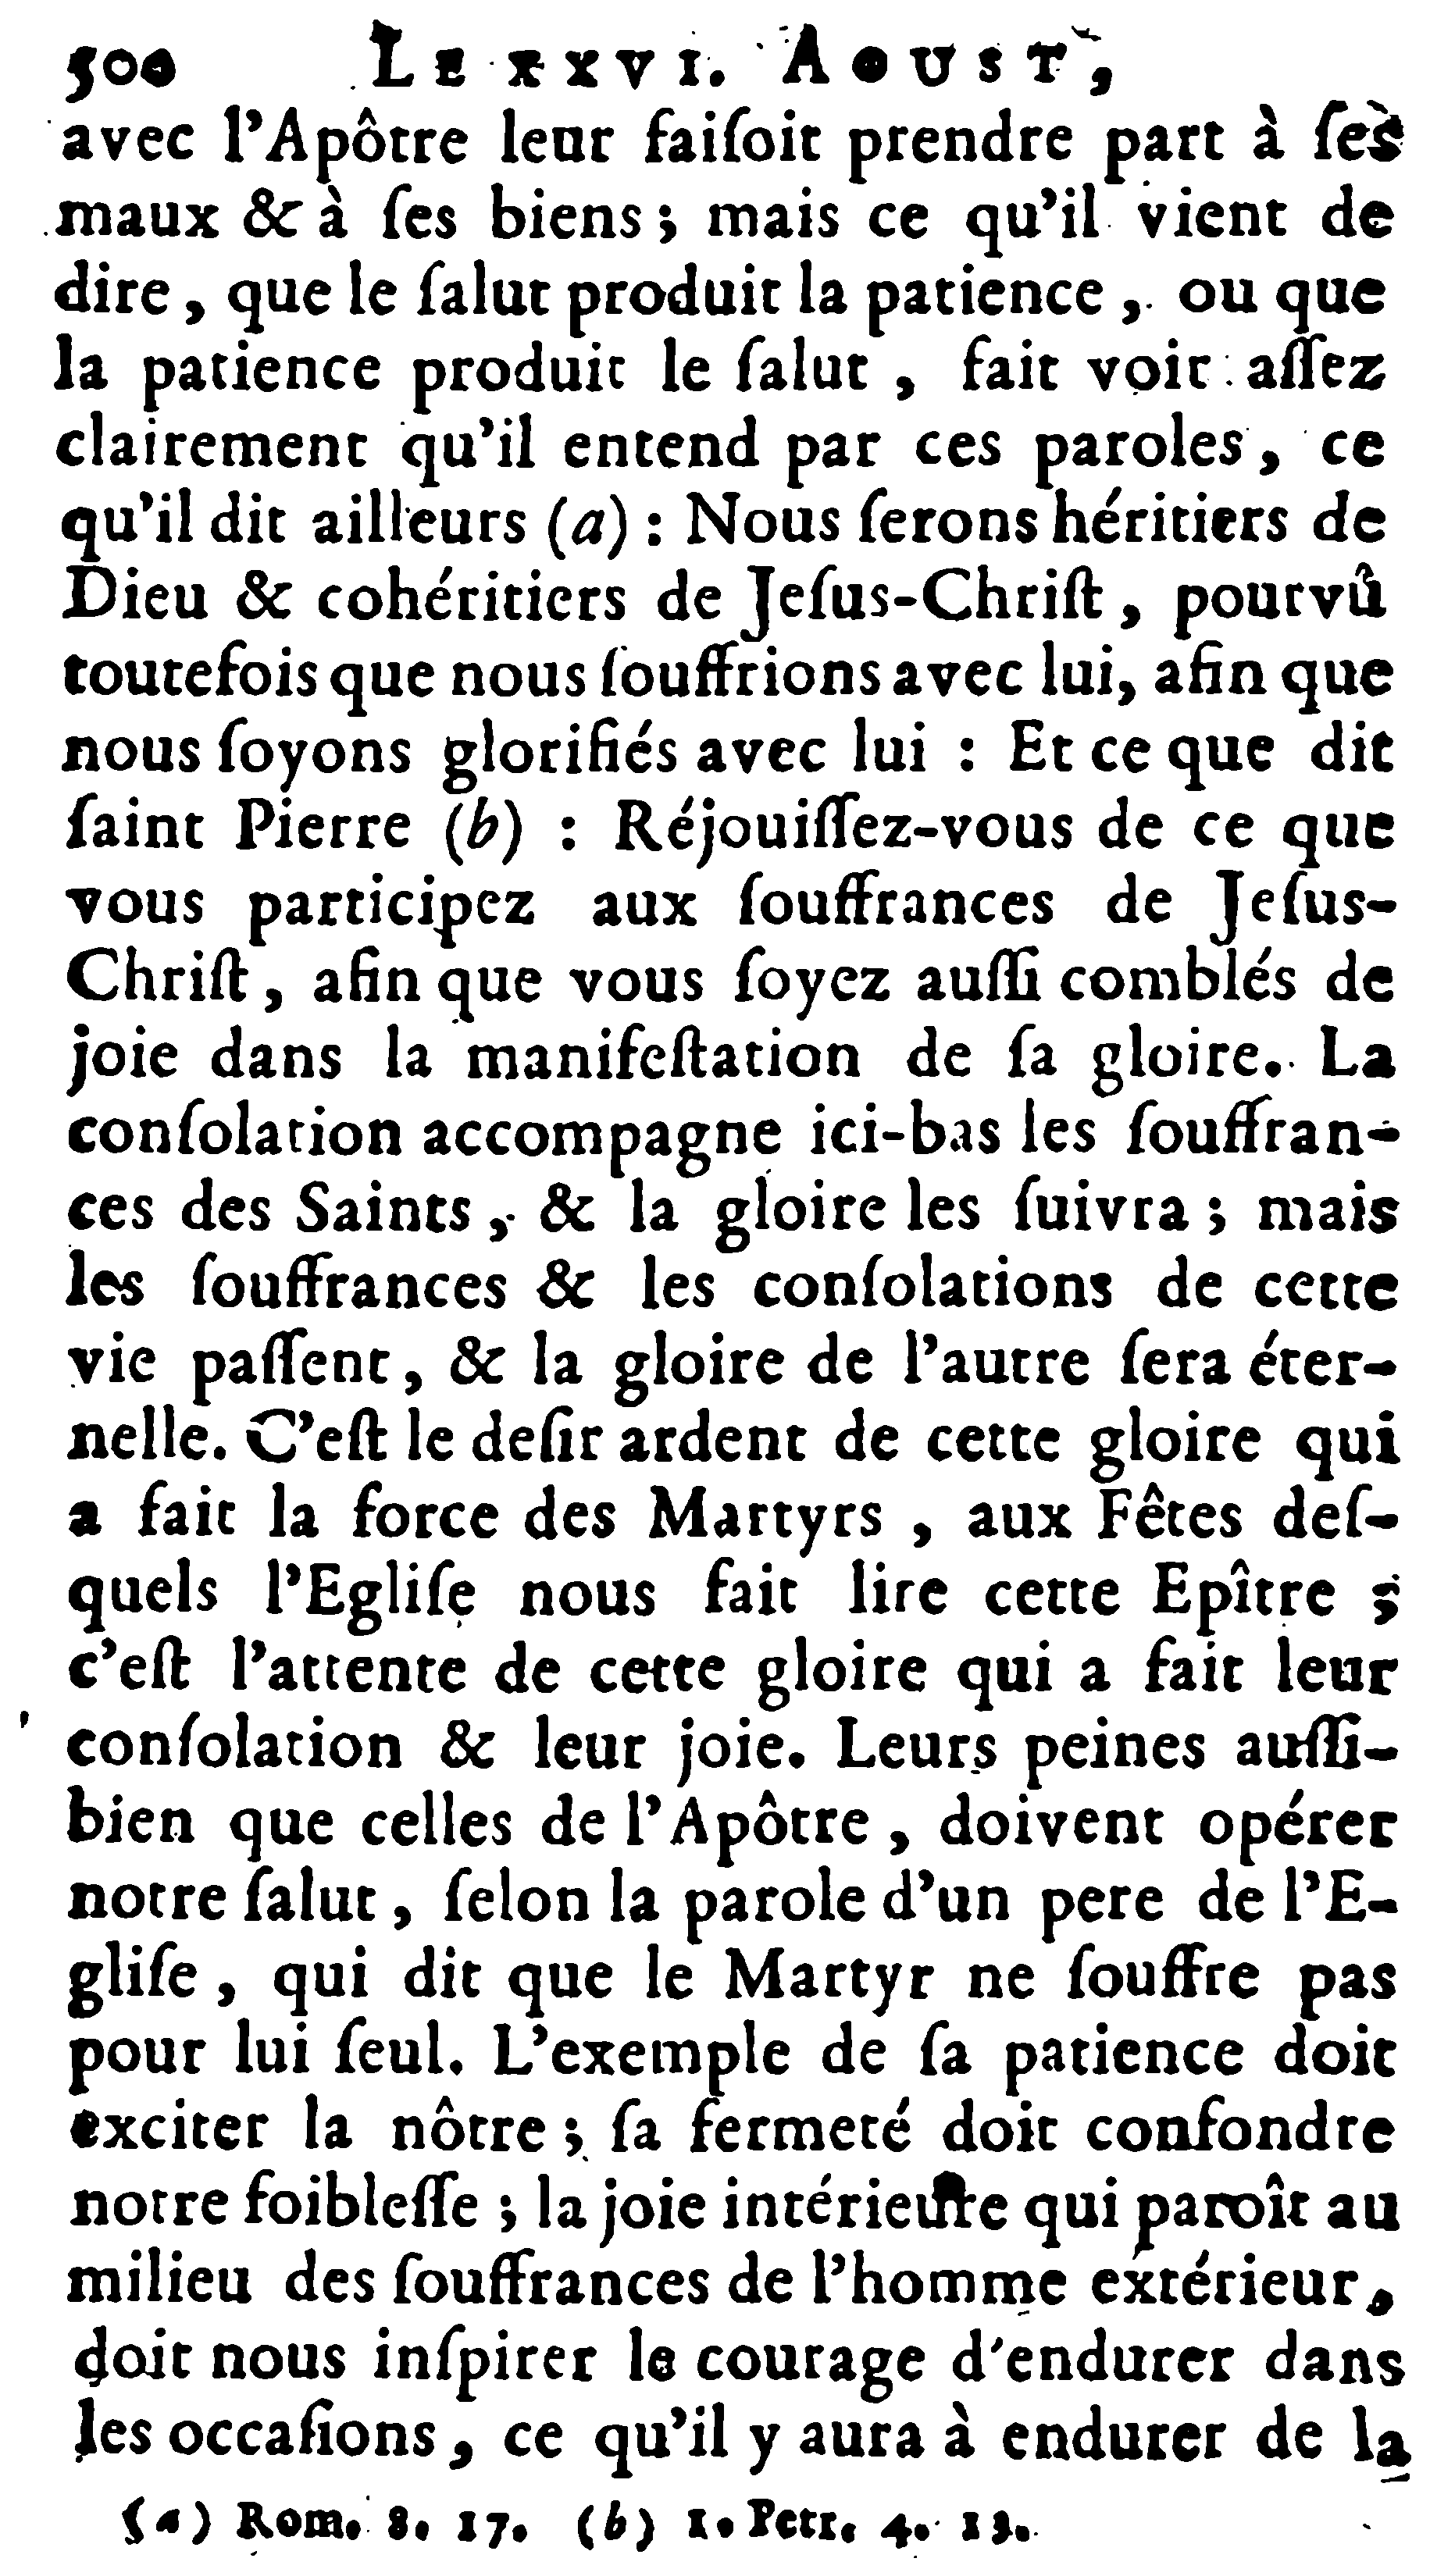 500 LE XXVI. AOUST,
avec l'Apôtre leur faiſoit prendre part à ſes
maux & à ſes biens ; mais ce qu'il vient de
dire, que le ſalut produit la patience, ou que
la patience produit le ſalut, fait voir aſſez
clairement qu'il entend par ces paroles, ce
qu'il dit ailleurs (a) : Nous ſerons héritiers de
Dieu & cohéritiers de Jeſus-Chriſt, pourvû
toutefois que nous ſouffrions avec lui, afin que
nous ſoyons glorifiés avec lui : Et ce que dit
ſaint Pierre (b) : Réjouiſſez-vous de ce que
vous participez aux ſouffrances de Jeſus-
Chriſt, afin que vous ſoyez auſſi comblés de
joie dans la manifeſtation de ſa gloire. La
conſolation accompagne ici-bas les ſouffran-
ces des Saints, & la gloire les ſuivra ; mais
les ſouffrances & les conſolations de cette
vie paſſent, & la gloire de l'autre ſera éter-
nelle. C'eſt le deſir ardent de cette gloire qui
a fait la force des Martyrs, aux Fêtes deſ-
quels l'Egliſe nous fait lire cette Epître ;
c'eſt l'attente de cette gloire qui a fait leur
conſolation & leur joie. Leurs peines auſſi-
bien que celles de l'Apôtre, doivent opérer
notre ſalut, ſelon la parole d'un pere de l'E-
gliſe, qui dit que le Martyr ne ſouffre pas
pour lui ſeul. L'exemple de ſa patience doit
exciter la nôtre ; ſa fermeté doit confondre
notre foibleſſe ; la joie intérieure qui paroît au
milieu des ſouffrances de l'homme extérieur,
doit nous inſpirer le courage d'endurer dans
les occaſions, ce qu'il y aura à endurer de la
(a) Rom. 8. 17. (b) 1. Petr. 4. 13.